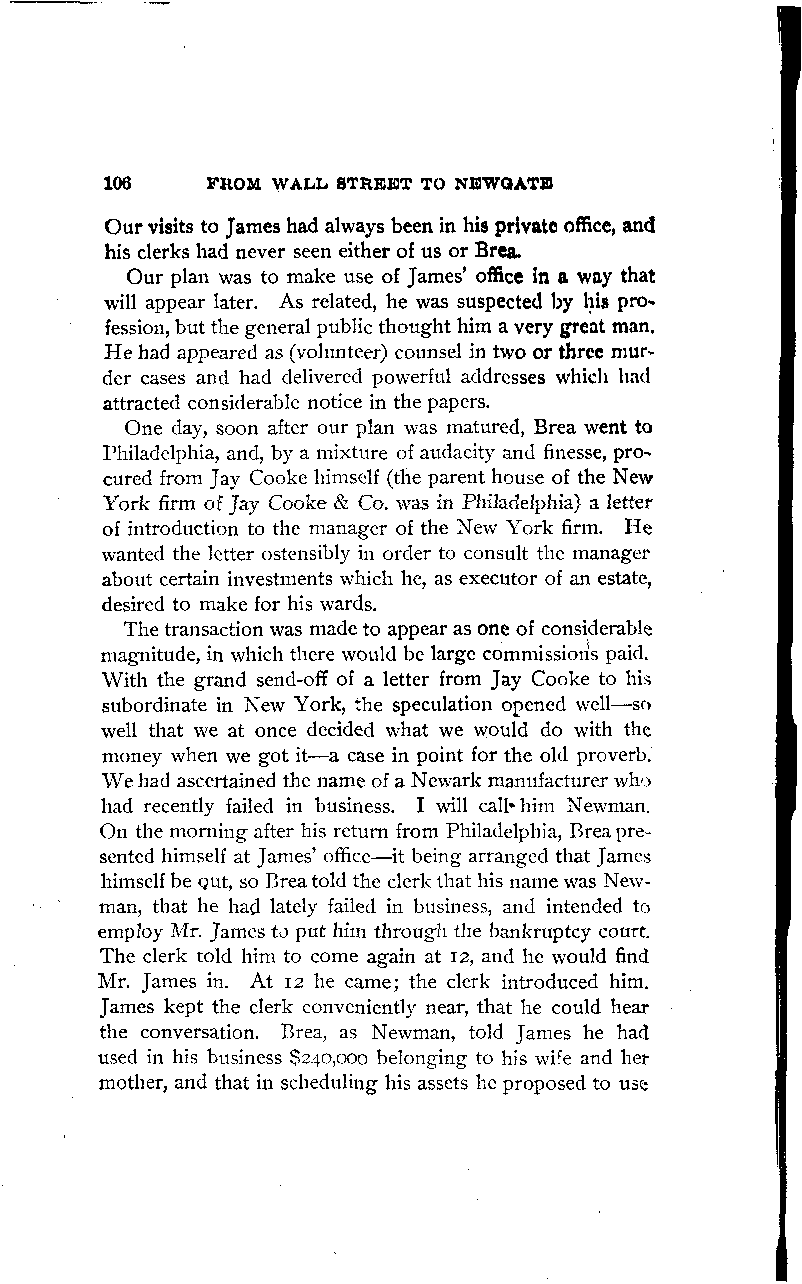 106 FROM WALL STREET TO NEWGATE
Our visits to James had always been in his private office, and
his clerks had never seen either of us or Brea.
Our plan was to make use of James' office in a way that
will appear later. As related, he was suspected by his pro-
fession, but the general public thought him a very great man.
He had appeared as (volunteer) counsel in two or three mur-
der cases and had delivered powerful addresses which had
attracted considerable notice in the papers.
One day, soon after our plan was matured, Brea went to
Philadelphia, and, by a mixture of audacity and finesse, pro-
cured from Jay Cooke himself (the parent house of the New
York firm of Jay Cooke & Co. was in Philadelphia) a letter
of introduction to the manager of the New York firm. He
wanted the letter ostensibly in order to consult the manager
about certain investments which he, as executor of an estate,
desired to make for his wards.
The transaction was made to appear as one of considerable
magnitude, in which there would be large commissions paid.
With the grand send-off of a letter from Jay Cooke to his
subordinate in New York, the speculation opened well—so
well that we at once decided what we would do with the
money when we got it—a case in point for the old proverb.
We had ascertained the name of a Newark manufacturer who
had recently failed in business. I will call him Newman.
On the morning after his return from Philadelphia, Brea pre-
sented himself at James' office—it being arranged that James
himself be out, so Brea told the clerk that his name was New-
man, that he had lately failed in business, and intended to
employ Mr. James to put him through the bankruptcy court.
The clerk told him to come again at 12, and he would find
Mr. James in. At 12 he came; the clerk introduced him.
James kept the clerk conveniently near, that he could hear
the conversation. Brea, as Newman, told James he had
used in his business $240,000 belonging to his wife and her
mother, and that in scheduling his assets he proposed to use